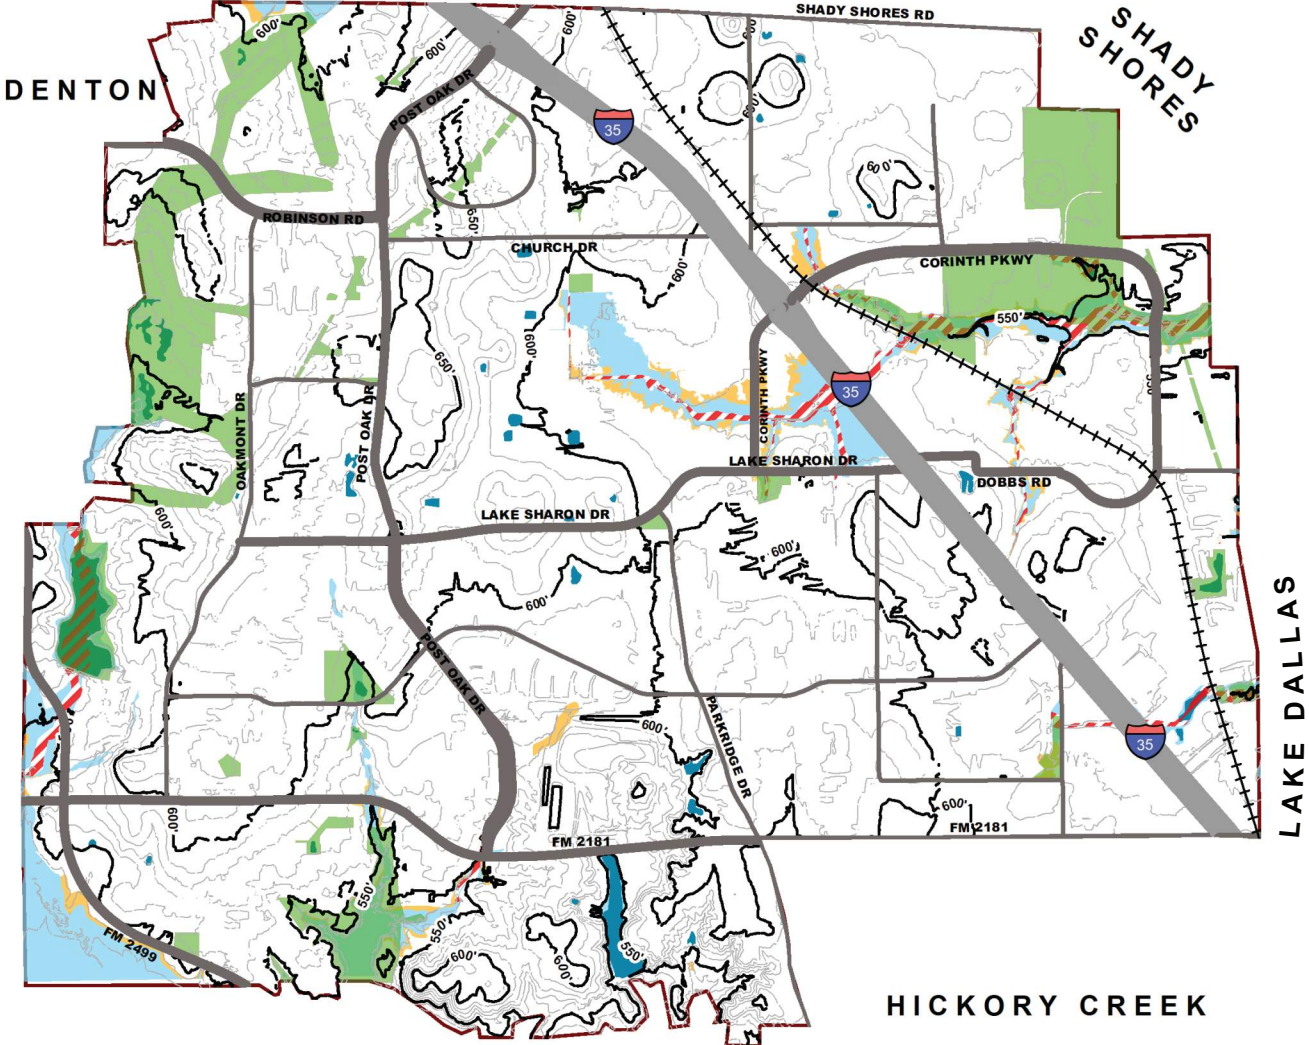 SHADY SHORES RD
SHADY
SHORES
600'
600'
600'
600'
DENTON
POST OAK DR
35
600'
600'
650'
ROBINSON RD
CHURCH DR
600'
CORINTH PKWY
550'
600'
650'
CORINTH PKWY
35
550'
OAKMONT DR
POST OAK DR
LAKE SHARON DR
DOBBS RD
600'
LAKE SHARON DR
600'
600'
POST OAK DR
LAKE DALLAS
600'
PARKRIDGE DR
35
600'
600'
FM 2181
FM 2181
550'
550'
FM 2499
600'
600'
550'
HICKORY CREEK